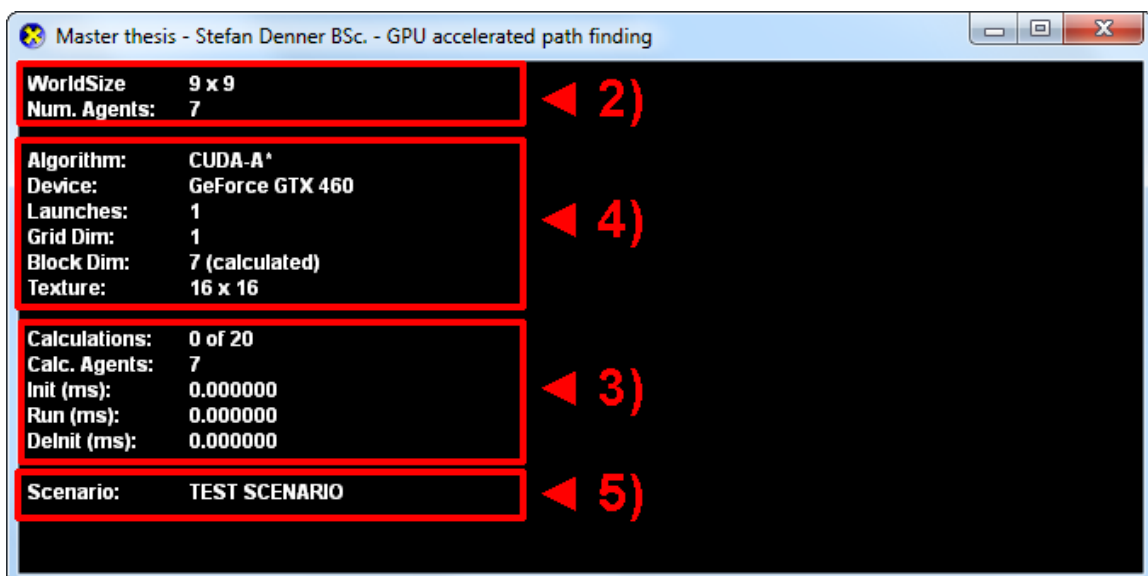 Master thesis - Stefan Denner BSc. - GPU accelerated path finding
WorldSize 9 x 9
Num. Agents: 7
2)
Algorithm: CUDA-A*
Device: GeForce GTX 460
Launches: 1
Grid Dim: 1
Block Dim: 7 (calculated)
Texture: 16 x 16
4)
Calculations: 0 of 20
Calc. Agents: 7
Init (ms): 0.000000
Run (ms): 0.000000
DeInit (ms): 0.000000
3)
Scenario: TEST SCENARIO
5)